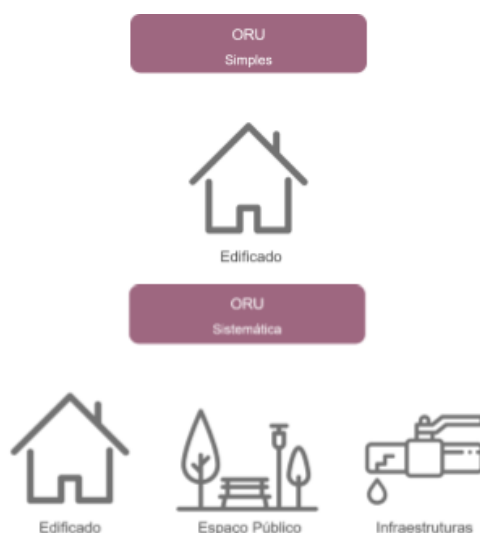 ORU
Simples
Edificado
ORU
Sistemática
Edificado
Espaço Público
Infraestruturas